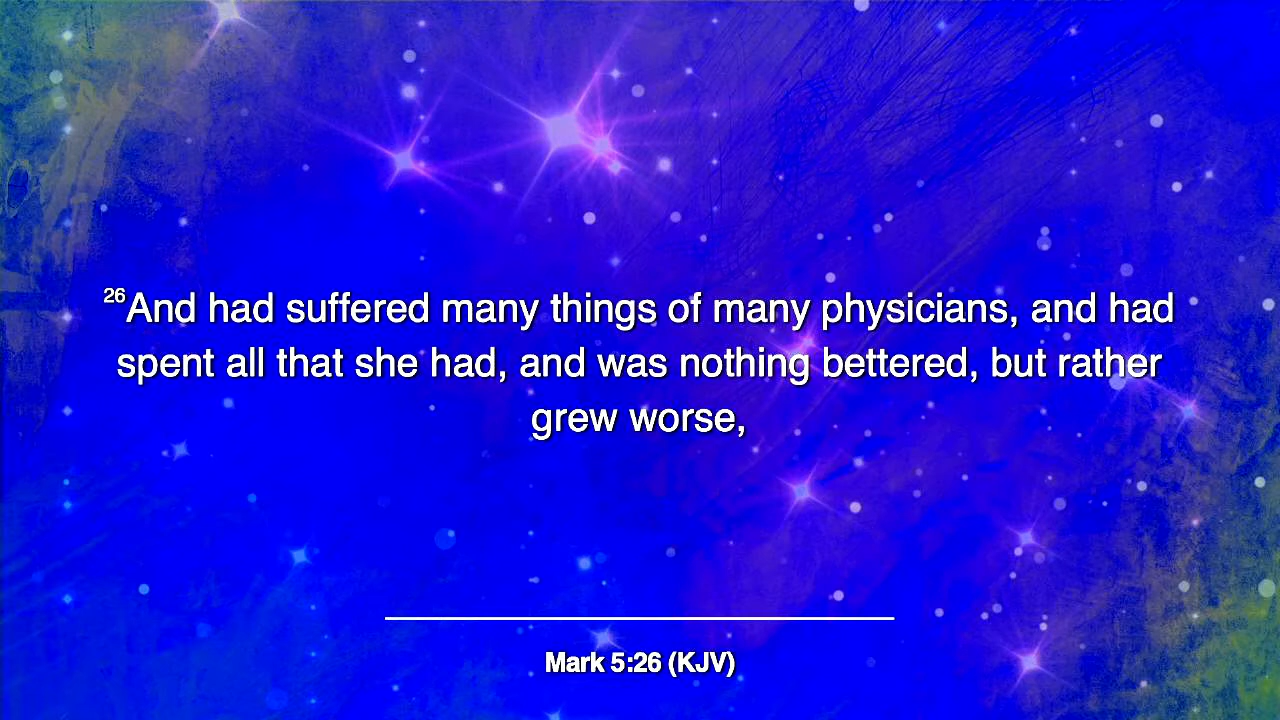 26And had suffered many things of many physicians, and had
spent all that she had, and was nothing bettered, but rather
grew worse,
Mark 5:26 (KJV)